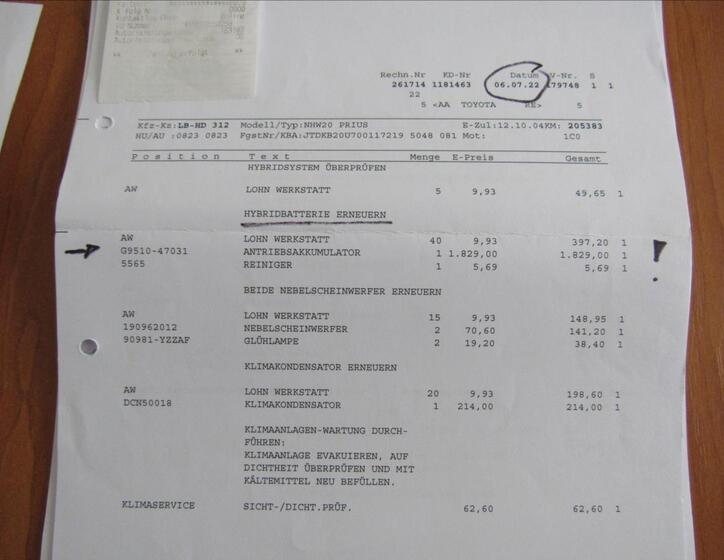 Rechn.Nr KD-Nr Datum V-Nr. S
261714 1181463 06.07.22 179748 1 1
22
5 <AA TOYOTA RE> 5
Kfz-Kz:LB-HD 312 Modell/Typ:NHW20 PRIUS E-Zul:12.10.04KM: 205383
HU/AU :0823 0823 FgstNr/KBA:JTDKB20U700117219 5048 081 Mot: 1C0
Position Text Menge E-Preis Gesamt
HYBRIDSYSTEM ÜBERPRÜFEN
AW LOHN WERKSTATT 5 9,93 49,65 1
HYBRIDBATTERIE ERNEUERN
AW LOHN WERKSTATT 40 9,93 397,20 1
G9510-47031 ANTRIEBSAKKUMULATOR 1 1.829,00 1.829,00 1
5565 REINIGER 1 5,69 5,69 1
!
BEIDE NEBELSCHEINWERFER ERNEUERN
AW LOHN WERKSTATT 15 9,93 148,95 1
190962012 NEBELSCHEINWERFER 2 70,60 141,20 1
90981-YZZAF GLÜHLAMPE 2 19,20 38,40 1
KLIMAKONDENSATOR ERNEUERN
AW LOHN WERKSTATT 20 9,93 198,60 1
DCN50018 KLIMAKONDENSATOR 1 214,00 214,00 1
KLIMAANLAGEN-WARTUNG DURCH-
FÜHREN:
KLIMAANLAGE EVAKUIEREN, AUF
DICHTHEIT ÜBERPRÜFEN UND MIT
KÄLTEMITTEL NEU BEFÜLLEN.
KLIMASERVICE SICHT-/DICHT.PRÜF. 62,60 62,60 1